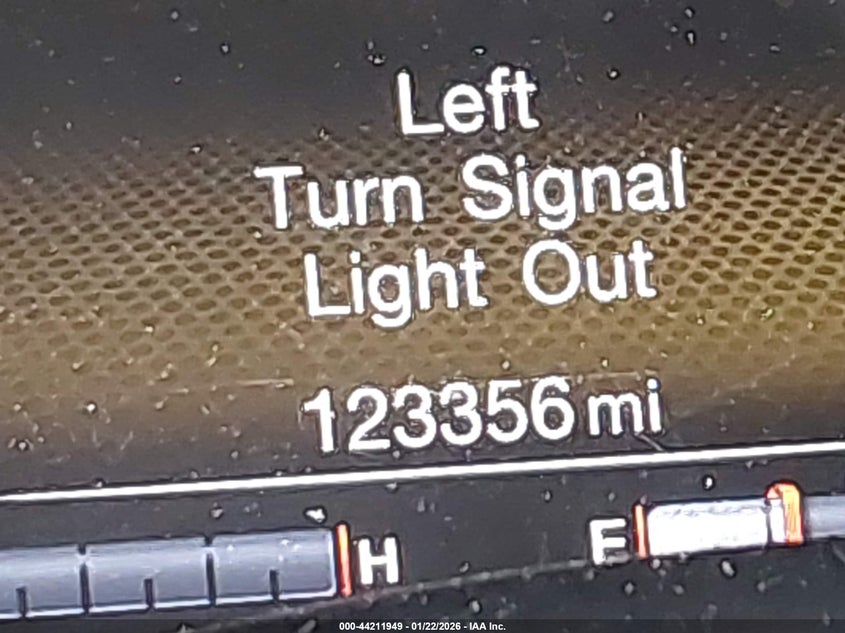 Left
Turn Signal
Light Out
123356 mi
H E
000-44211949 - 01/22/2026 - IAA Inc.